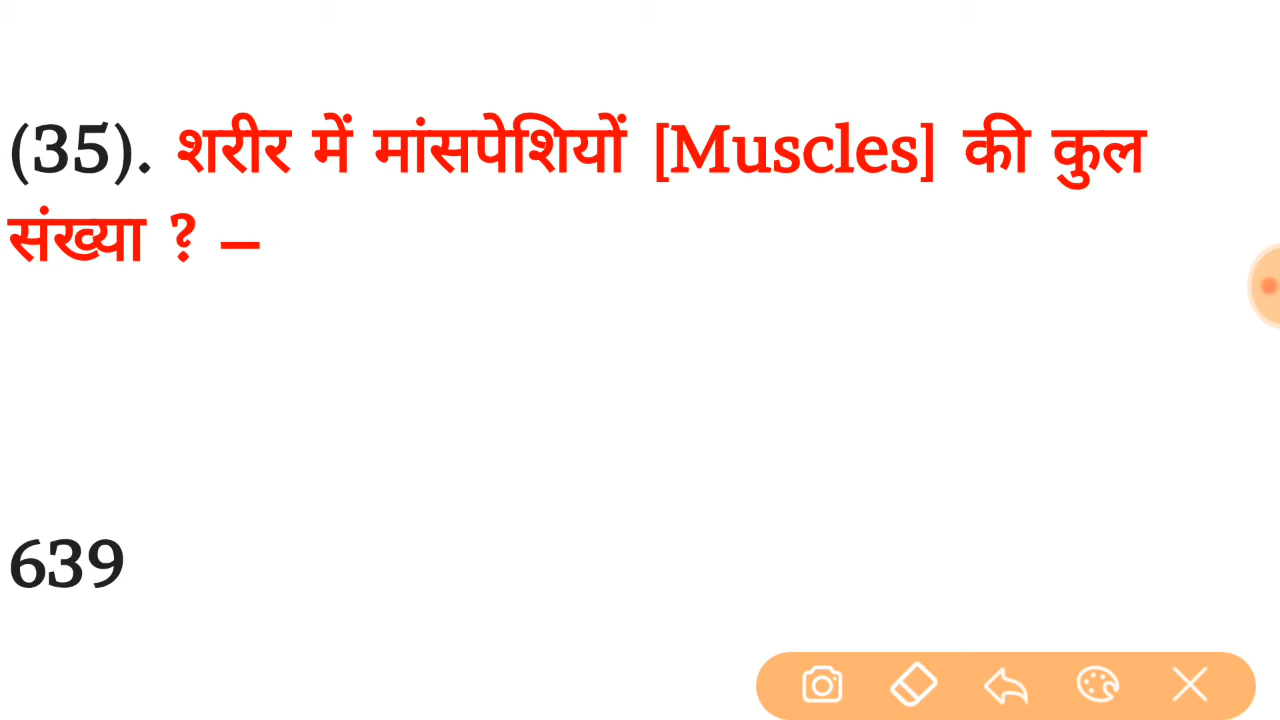 (35). शरीर में मांसपेशियों [Muscles] की कुल
संख्या ? –
639